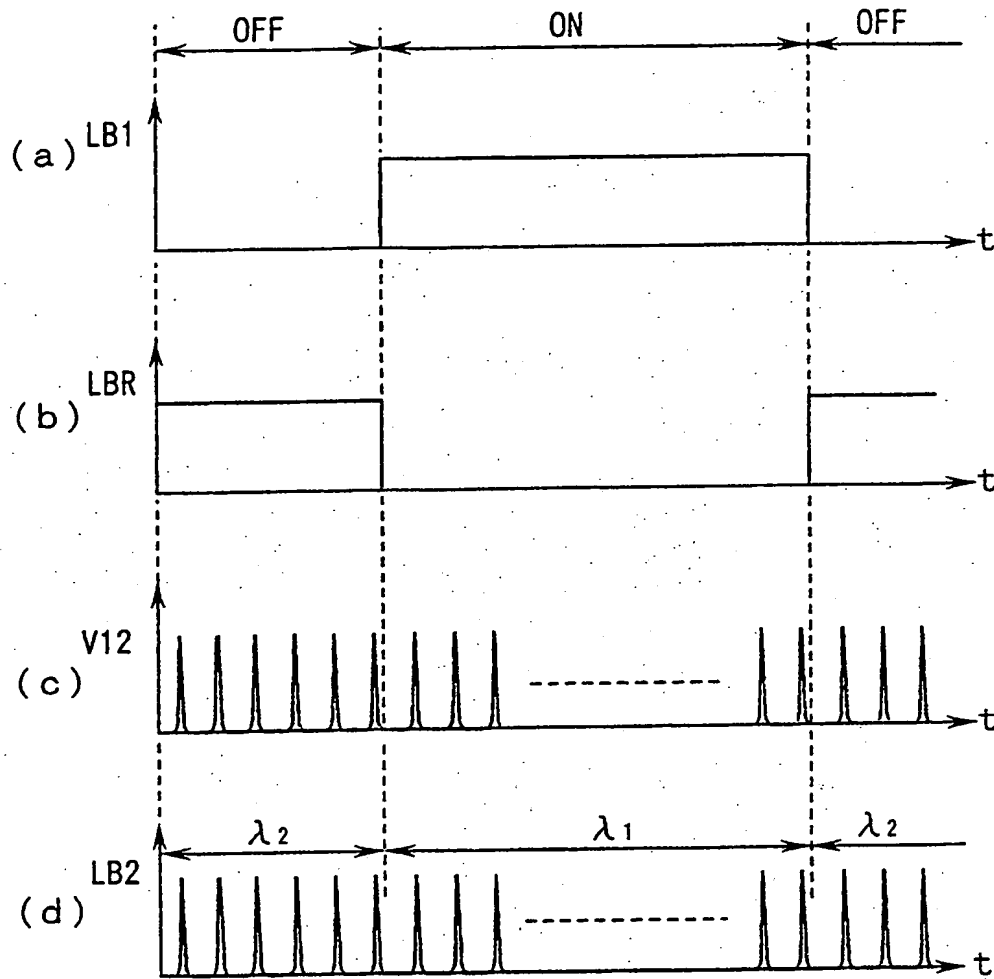 OFF ON OFF
(a) LB1
t
(b) LBR
t
(c) V12
t
λ2 λ1 λ2
(d) LB2
t